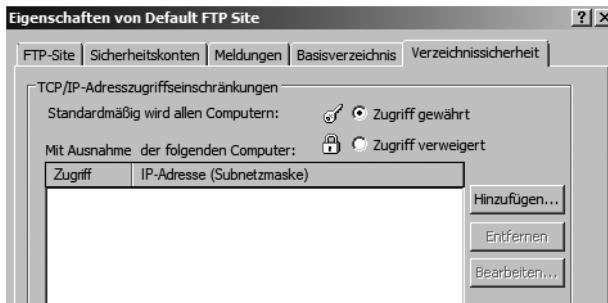 Eigenschaften von Default FTP Site ? X
FTP-Site Sicherheitskonten Meldungen Basisverzeichnis Verzeichnissicherheit
TCP/IP-Adresszugriffseinschränkungen
Standardmäßig wird allen Computern: Zugriff gewährt
Mit Ausnahme der folgenden Computer: Zugriff verweigert
Zugriff IP-Adresse (Subnetzmaske)
Hinzufügen...
Entfernen
Bearbeiten...